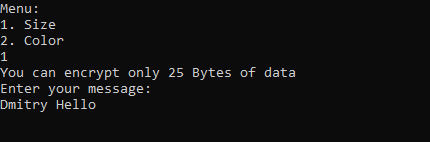 Menu:
1. Size
2. Color
1
You can encrypt only 25 Bytes of data
Enter your message:
Dmitry Hello